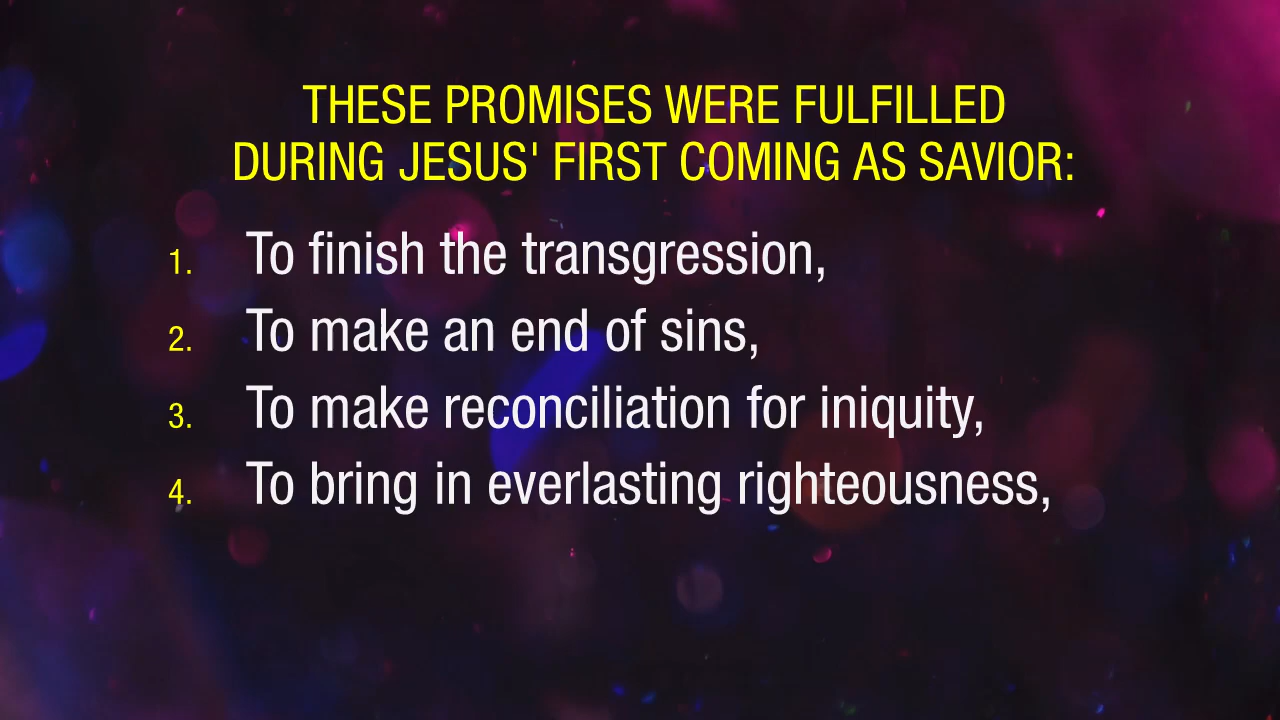 THESE PROMISES WERE FULFILLED
DURING JESUS' FIRST COMING AS SAVIOR:
1. To finish the transgression,
2. To make an end of sins,
3. To make reconciliation for iniquity,
4. To bring in everlasting righteousness,